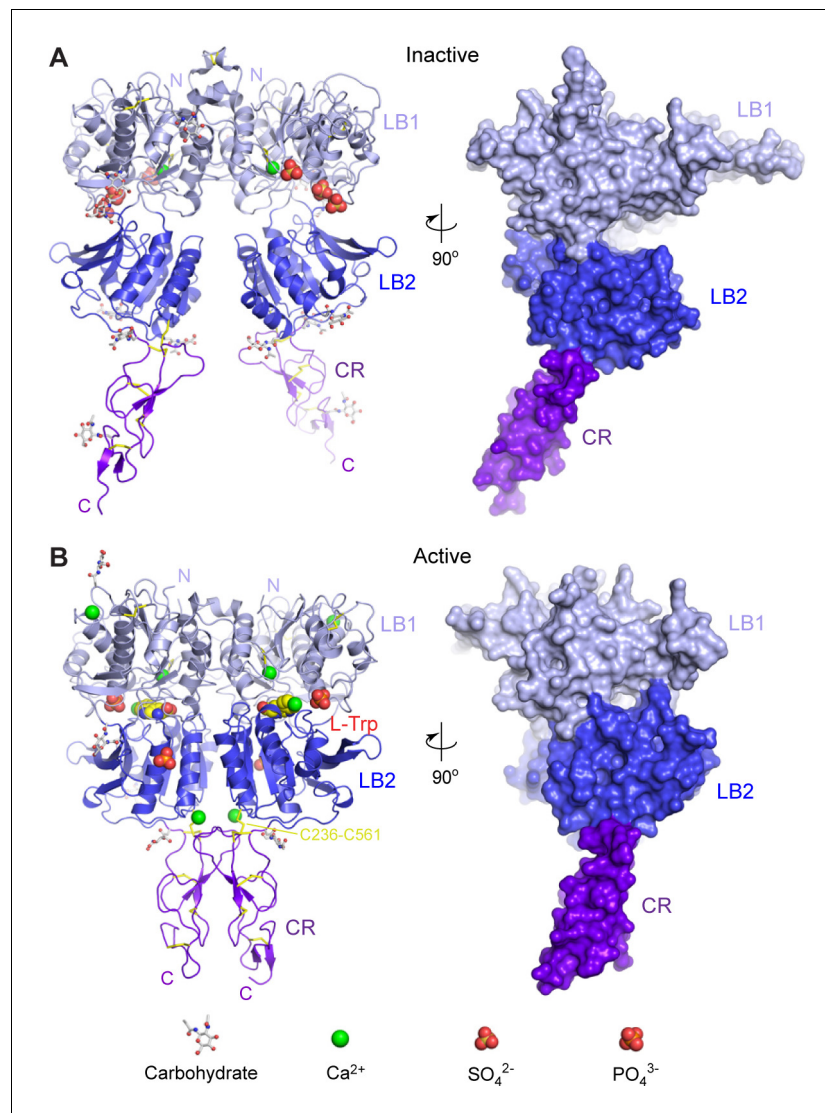 A
Inactive
N
N
LB1
LB1
90°
LB2
LB2
CR
CR
C
C
B
Active
N
N
LB1
LB1
L-Trp
90°
LB2
LB2
C236-C561
CR
CR
C
C
Carbohydrate
Ca2+
SO42-
PO43-